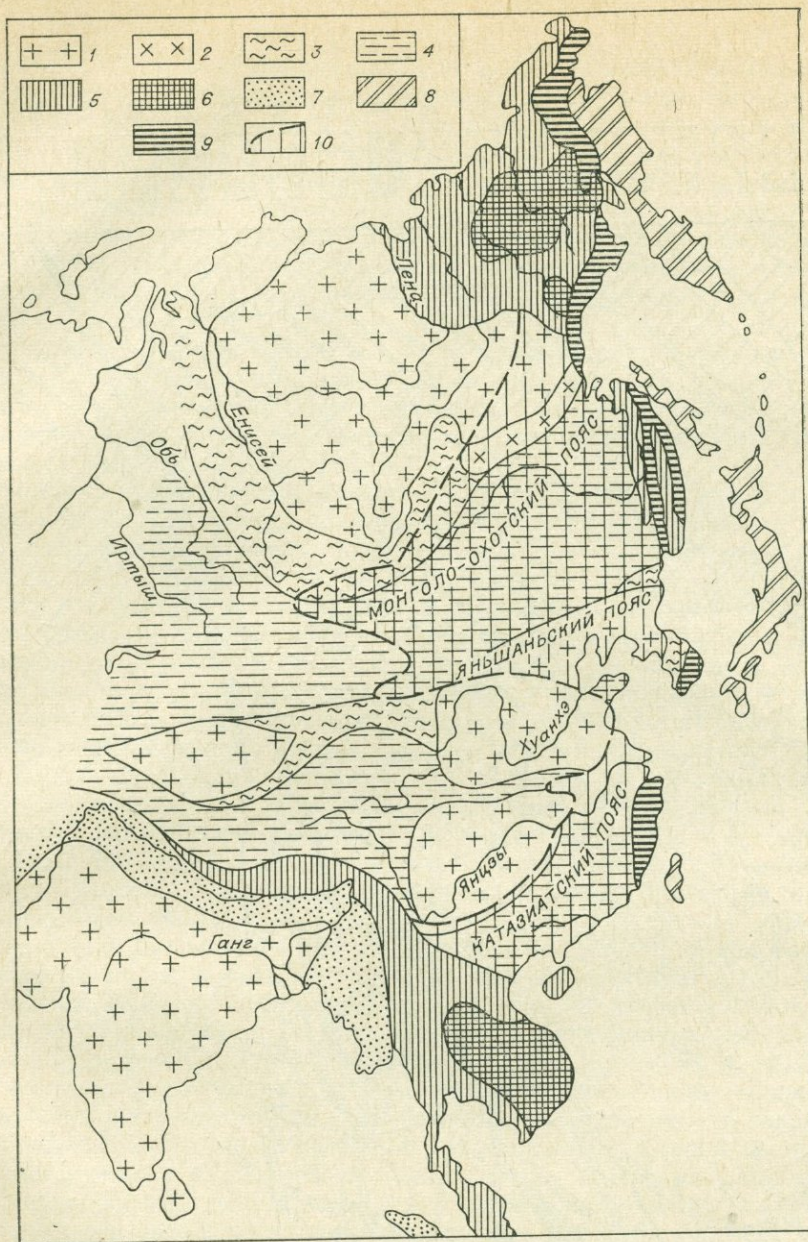 1 2 3 4
5 6 7 8
9 10
Лена
Енисей
Обь
Иртыш
МОНГОЛО-ОХОТСКИЙ ПОЯС
ЯНЬШАНЬСКИЙ ПОЯС
Хуанхэ
Янцзы
КАТАЗИАТСКИЙ ПОЯС
Ганг